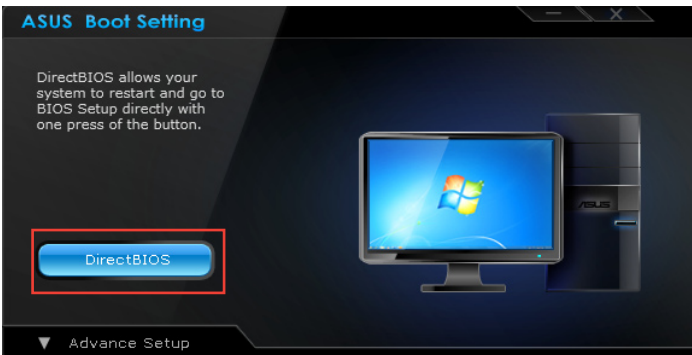 ASUS Boot Setting
DirectBIOS allows your
system to restart and go to
BIOS Setup directly with
one press of the button.
ASUS
DirectBIOS
Advance Setup